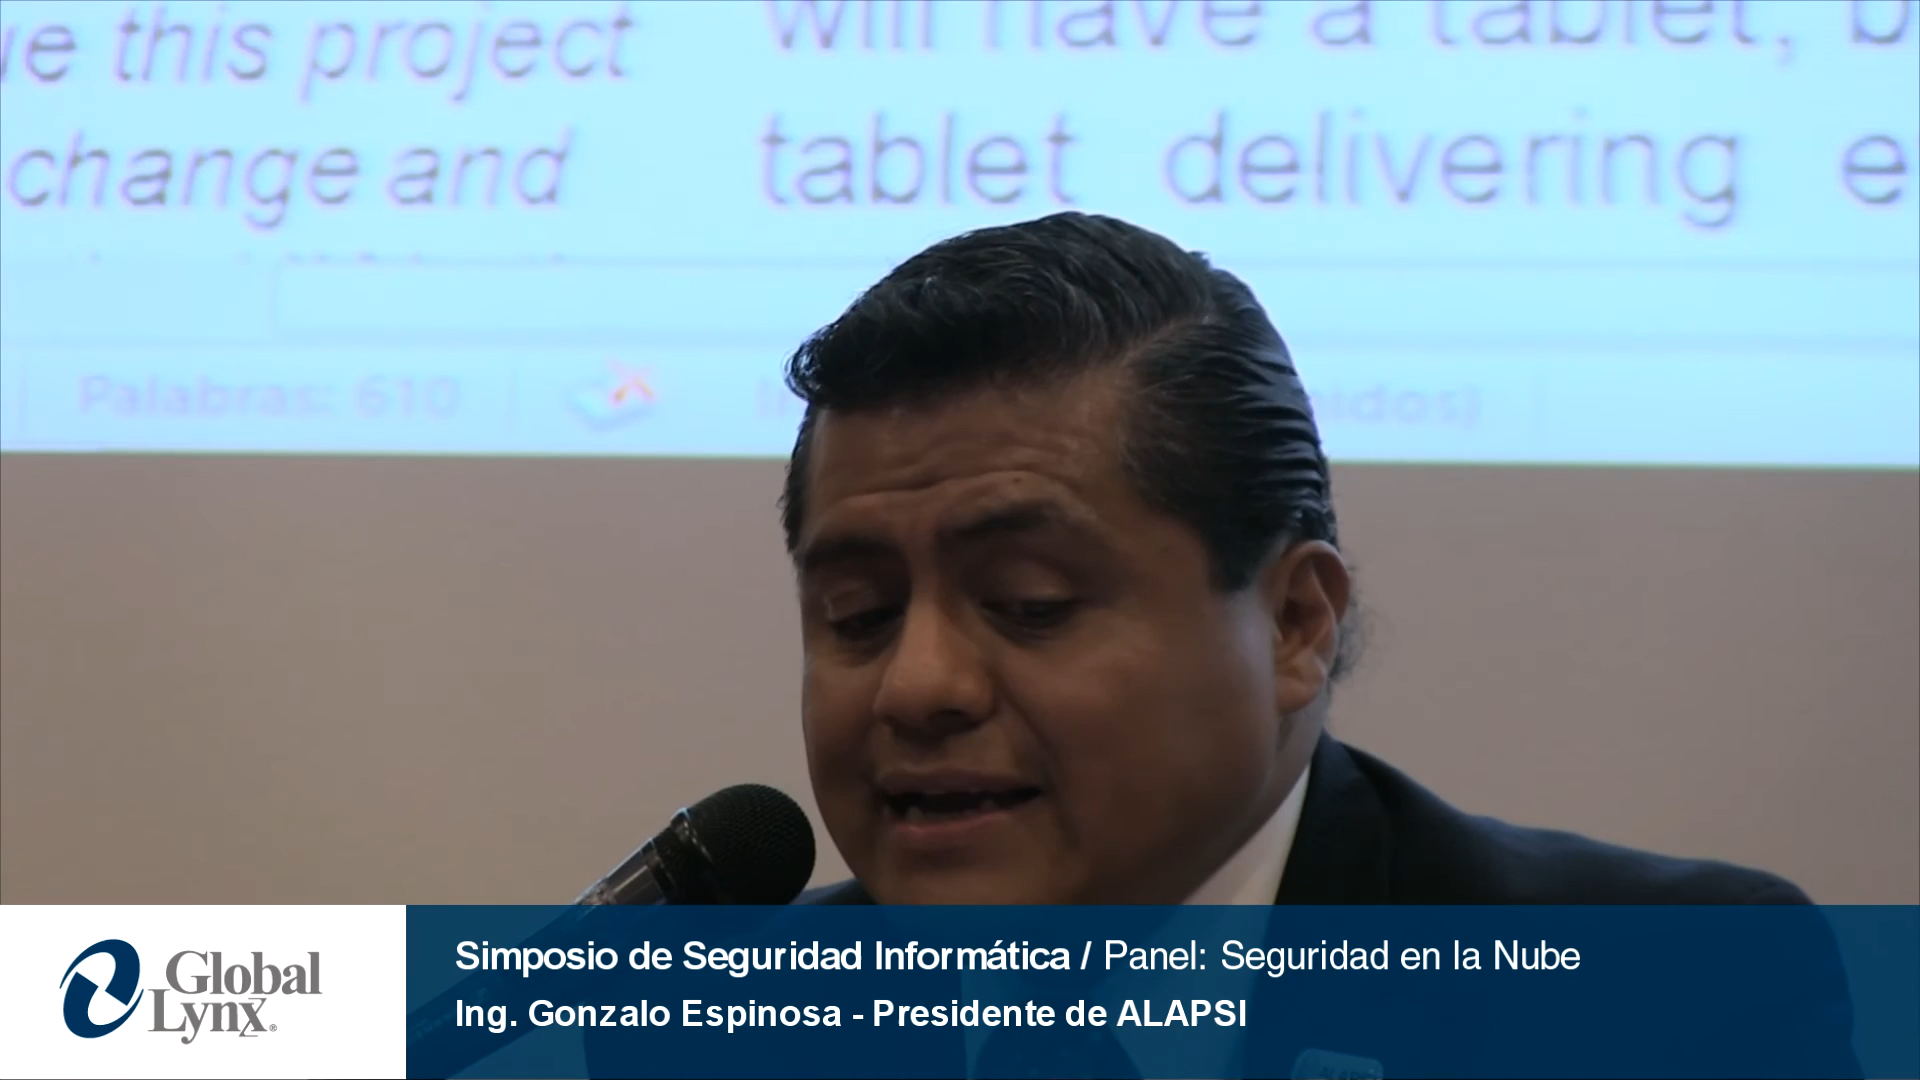 this project
will have a tablet,
change and
tablet delivering
Palabras: 610
Global
Lynx
Simposio de Seguridad Informática / Panel: Seguridad en la Nube
Ing. Gonzalo Espinosa - Presidente de ALAPSI